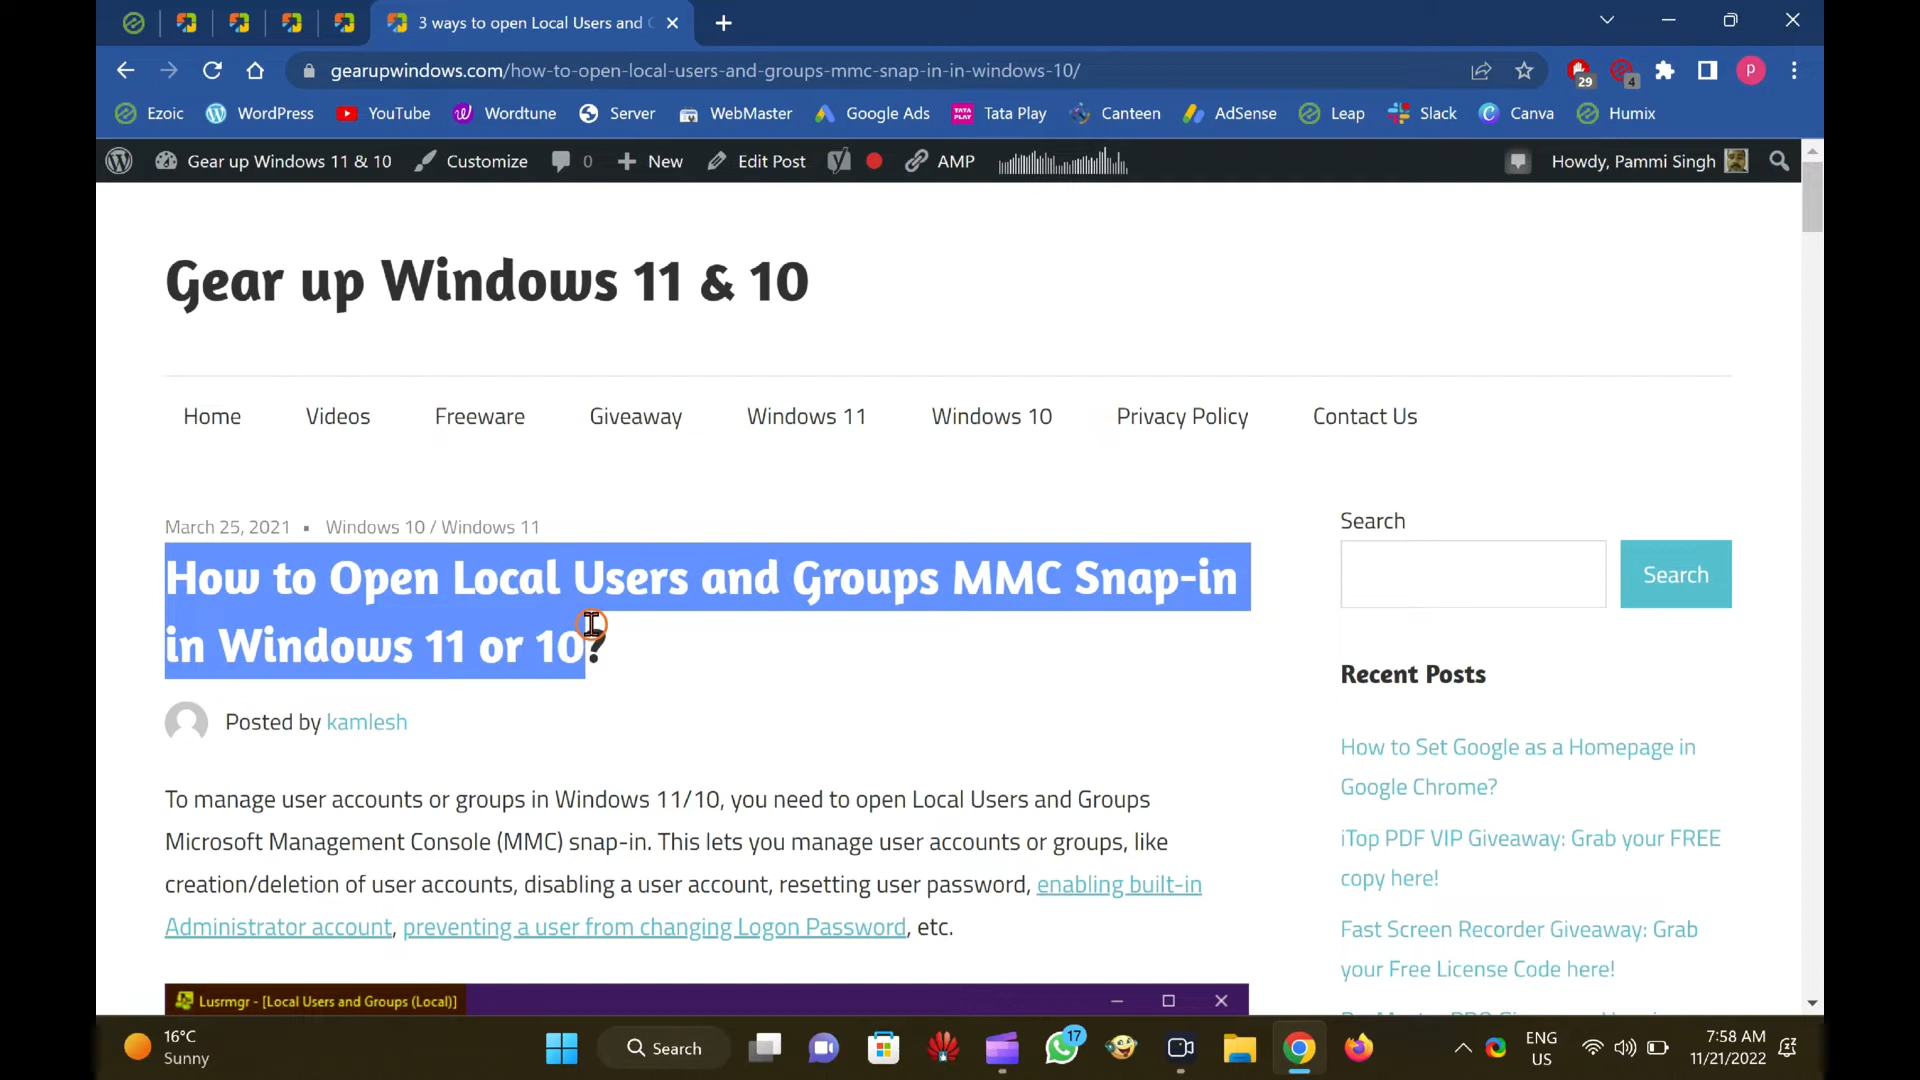 3 ways to open Local Users and
gearupwindows.com/how-to-open-local-users-and-groups-mmc-snap-in-in-windows-10/
29
4
P
Ezoic WordPress YouTube Wordtune Server WebMaster Google Ads TATA PLAY Tata Play Canteen AdSense Leap Slack Canva Humix
Gear up Windows 11 & 10 Customize 0 New Edit Post AMP Howdy, Pammi Singh
Gear up Windows 11 & 10
Home Videos Freeware Giveaway Windows 11 Windows 10 Privacy Policy Contact Us
March 25, 2021 ▪ Windows 10 / Windows 11
How to Open Local Users and Groups MMC Snap-in
in Windows 11 or 10?
Posted by kamlesh
To manage user accounts or groups in Windows 11/10, you need to open Local Users and Groups
Microsoft Management Console (MMC) snap-in. This lets you manage user accounts or groups, like
creation/deletion of user accounts, disabling a user account, resetting user password, enabling built-in
Administrator account, preventing a user from changing Logon Password, etc.
Lusrmgr - [Local Users and Groups (Local)]
Search
Search
Recent Posts
How to Set Google as a Homepage in
Google Chrome?
iTop PDF VIP Giveaway: Grab your FREE
copy here!
Fast Screen Recorder Giveaway: Grab
your Free License Code here!
16°C
Sunny
Search
17
ENG
US
7:58 AM
11/21/2022